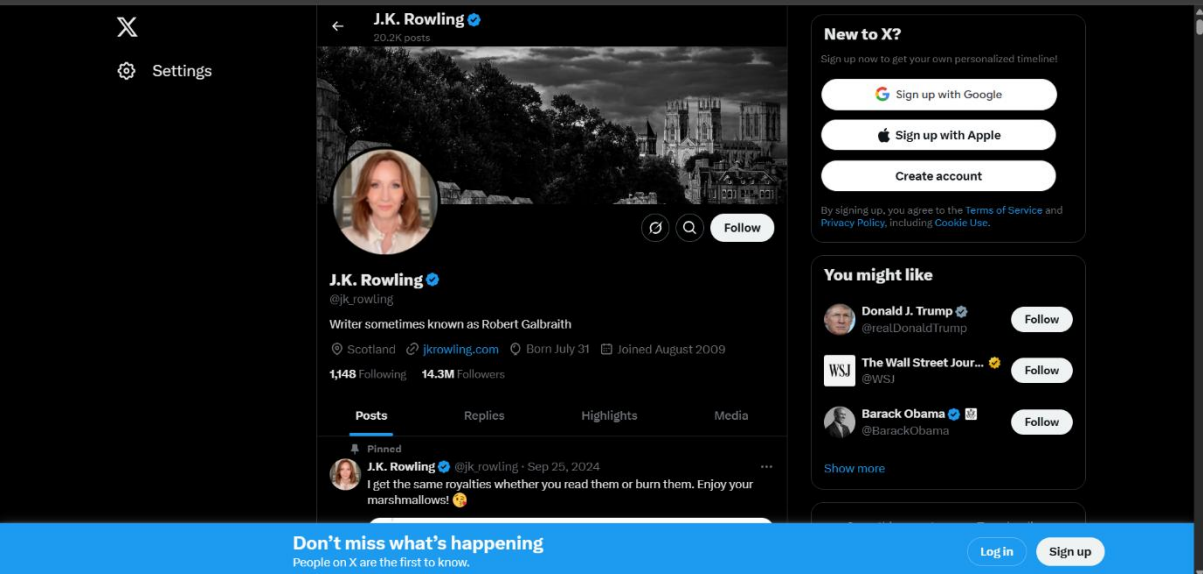 Settings
J.K. Rowling
20.2K posts
Follow
J.K. Rowling
@jk_rowling
Writer sometimes known as Robert Galbraith
Scotland jkrowling.com Born July 31 Joined August 2009
1,148 Following 14.3M Followers
Posts Replies Highlights Media
Pinned
J.K. Rowling @jk_rowling · Sep 25, 2024
I get the same royalties whether you read them or burn them. Enjoy your
marshmallows! 😘
New to X?
Sign up now to get your own personalized timeline!
Sign up with Google
Sign up with Apple
Create account
By signing up, you agree to the Terms of Service and
Privacy Policy, including Cookie Use.
You might like
Donald J. Trump
@realDonaldTrump
Follow
WSJ
The Wall Street Jour...
@WSJ
Follow
Barack Obama
@BarackObama
Follow
Show more
Don't miss what's happening
People on X are the first to know.
Log in
Sign up